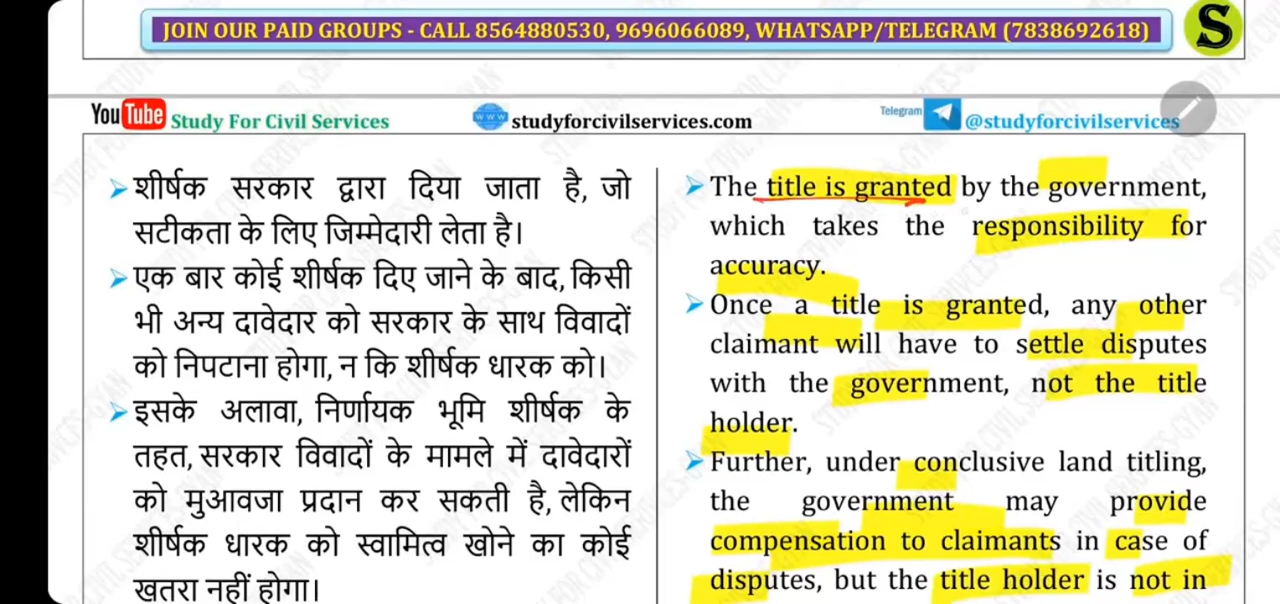 JOIN OUR PAID GROUPS - CALL 8564880530, 9696066089, WHATSAPP/TELEGRAM (7838692618)
S
YouTube Study For Civil Services
www studyforcivilservices.com
Telegram @studyforcivilservices
➢ शीर्षक सरकार द्वारा दिया जाता है, जो
सटीकता के लिए जिम्मेदारी लेता है।
➢ एक बार कोई शीर्षक दिए जाने के बाद, किसी
भी अन्य दावेदार को सरकार के साथ विवादों
को निपटाना होगा, न कि शीर्षक धारक को।
➢ इसके अलावा, निर्णायक भूमि शीर्षक के
तहत, सरकार विवादों के मामले में दावेदारों
को मुआवजा प्रदान कर सकती है, लेकिन
शीर्षक धारक को स्वामित्व खोने का कोई
खतरा नहीं होगा।
➢ The title is granted by the government,
which takes the responsibility for
accuracy.
➢ Once a title is granted, any other
claimant will have to settle disputes
with the government, not the title
holder.
➢ Further, under conclusive land titling,
the government may provide
compensation to claimants in case of
disputes, but the title holder is not in